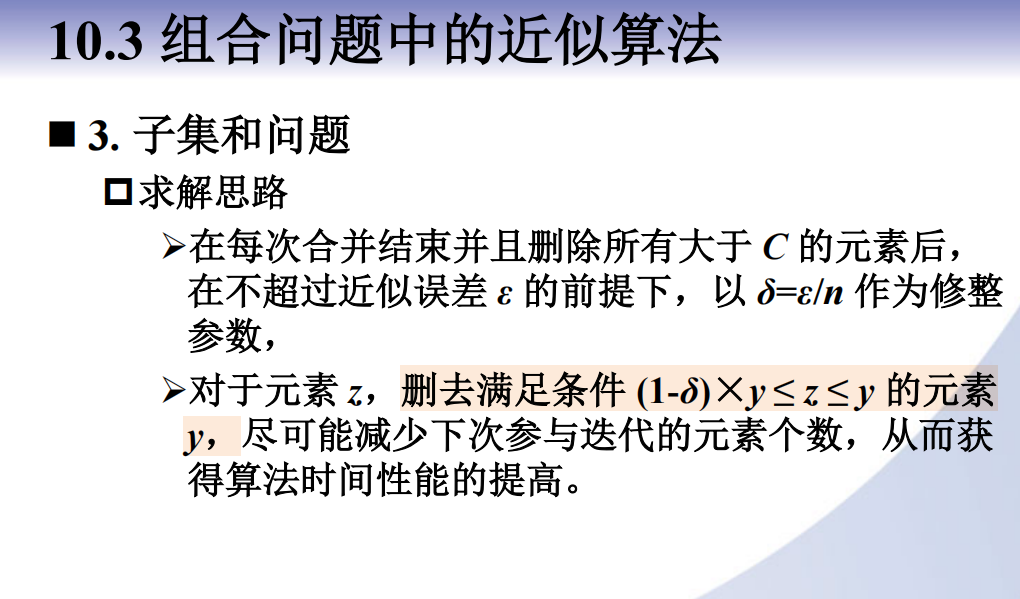 10.3 组合问题中的近似算法
■ 3. 子集和问题
求解思路
➢在每次合并结束并且删除所有大于 C 的元素后，
在不超过近似误差 ε 的前提下，以 δ=ε/n 作为修整
参数，
➢对于元素 z，删去满足条件 (1-δ)×y ≤ z ≤ y 的元素
y，尽可能减少下次参与迭代的元素个数，从而获
得算法时间性能的提高。